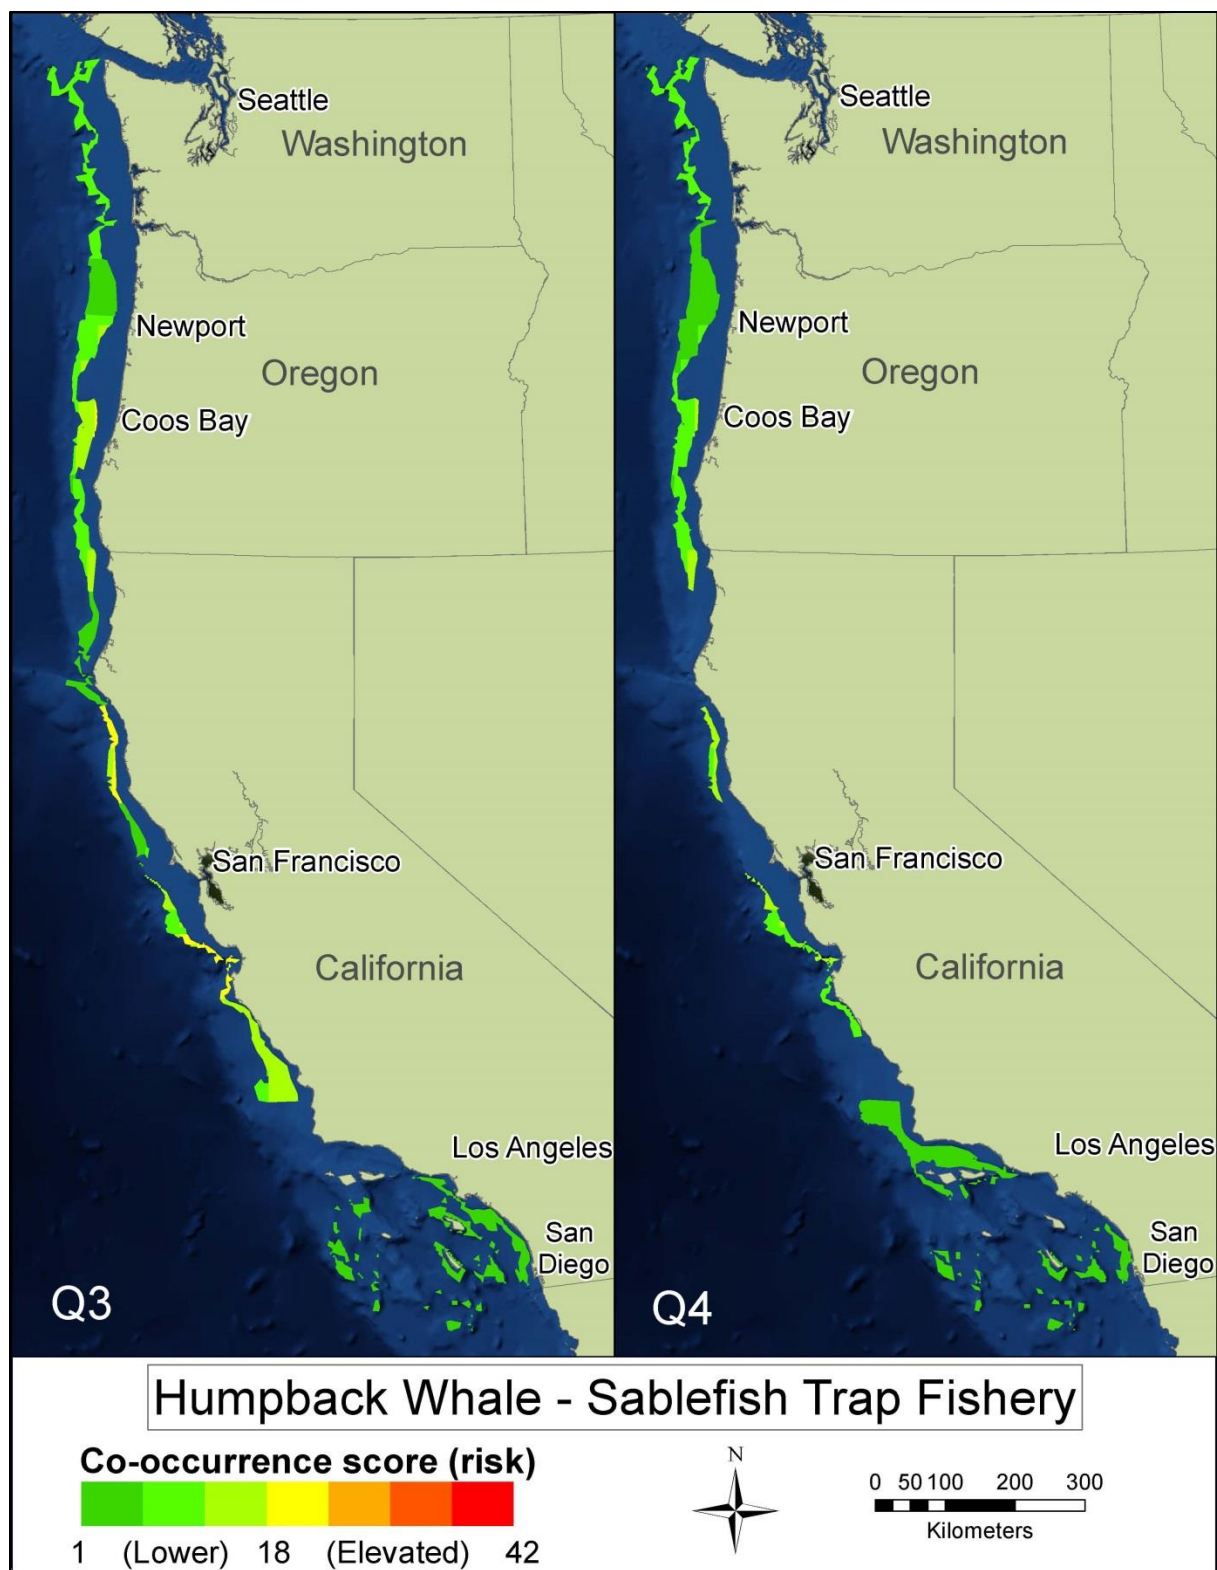 Seattle
Washington
Newport
Oregon
Coos Bay
San Francisco
California
Los Angeles
San
Diego
Q3
Seattle
Washington
Newport
Oregon
Coos Bay
San Francisco
California
Los Angeles
San
Diego
Q4
Humpback Whale - Sablefish Trap Fishery
Co-occurrence score (risk)
1 (Lower) 18 (Elevated) 42
N
0 50 100 200 300
Kilometers